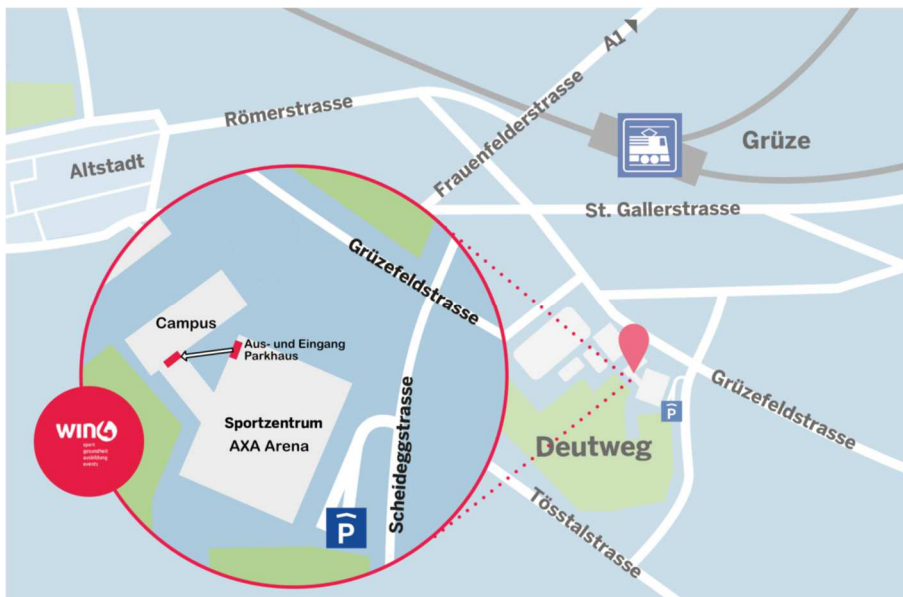 A1
Römerstrasse
Frauenfelderstrasse
Grüze
Altstadt
St. Gallerstrasse
Grüzefeldstrasse
Campus
Aus- und Eingang
Parkhaus
Grüzefeldstrasse
Sportzentrum
AXA Arena
Scheideggstrasse
P
P
Deutweg
Tösstalstrasse
WIN4
sport
gesundheit
ausbildung
events